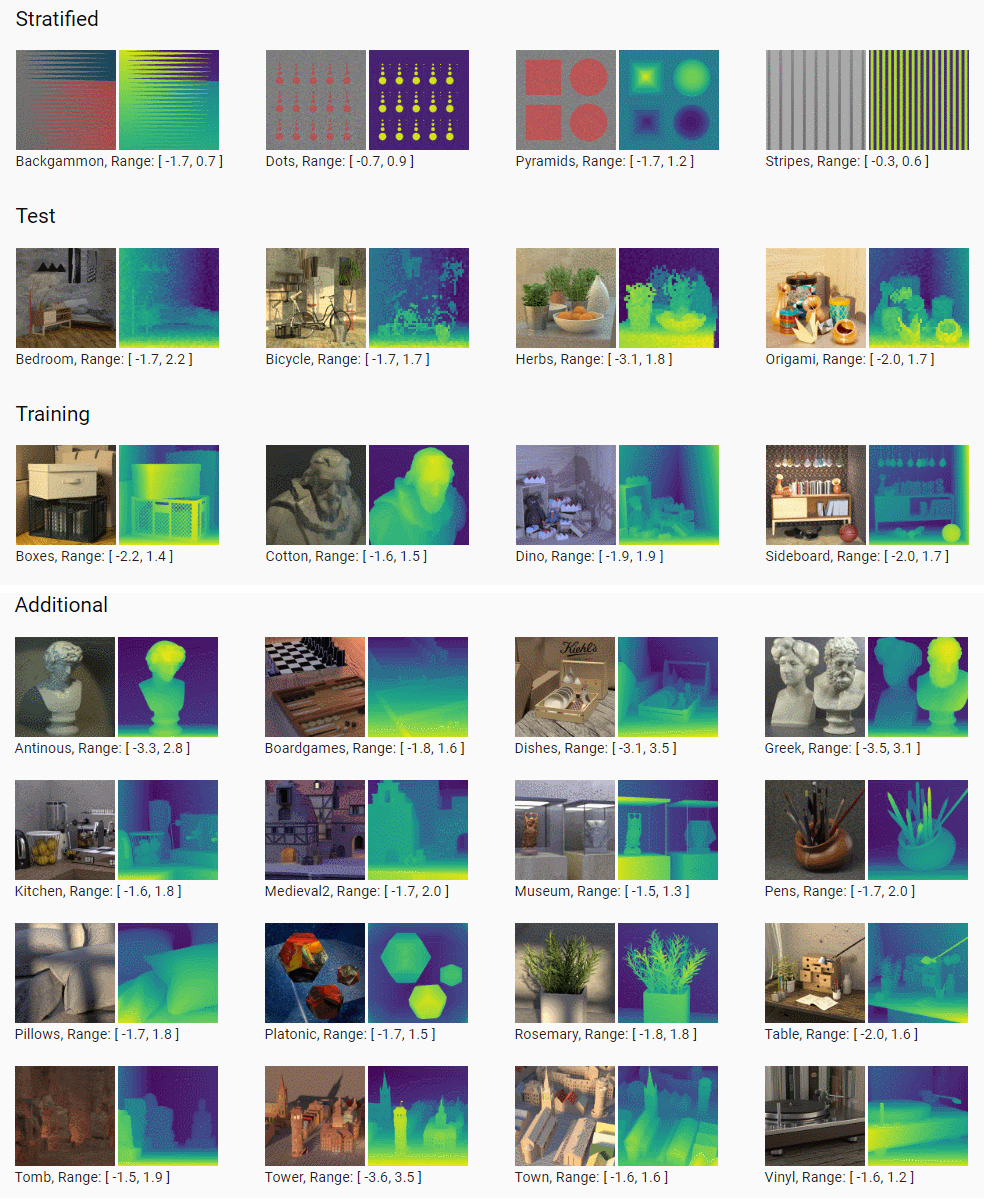 Stratified
Backgammon, Range: [ -1.7, 0.7 ]
Dots, Range: [ -0.7, 0.9 ]
Pyramids, Range: [ -1.7, 1.2 ]
Stripes, Range: [ -0.3, 0.6 ]
Test
Bedroom, Range: [ -1.7, 2.2 ]
Bicycle, Range: [ -1.7, 1.7 ]
Herbs, Range: [ -3.1, 1.8 ]
Origami, Range: [ -2.0, 1.7 ]
Training
Boxes, Range: [ -2.2, 1.4 ]
Cotton, Range: [ -1.6, 1.5 ]
Dino, Range: [ -1.9, 1.9 ]
Sideboard, Range: [ -2.0, 1.7 ]
Additional
Kiehl's
Antinous, Range: [ -3.3, 2.8 ]
Boardgames, Range: [ -1.8, 1.6 ]
Dishes, Range: [ -3.1, 3.5 ]
Greek, Range: [ -3.5, 3.1 ]
Kitchen, Range: [ -1.6, 1.8 ]
Medieval2, Range: [ -1.7, 2.0 ]
Museum, Range: [ -1.5, 1.3 ]
Pens, Range: [ -1.7, 2.0 ]
Pillows, Range: [ -1.7, 1.8 ]
Platonic, Range: [ -1.7, 1.5 ]
Rosemary, Range: [ -1.8, 1.8 ]
Table, Range: [ -2.0, 1.6 ]
Tomb, Range: [ -1.5, 1.9 ]
Tower, Range: [ -3.6, 3.5 ]
Town, Range: [ -1.6, 1.6 ]
Vinyl, Range: [ -1.6, 1.2 ]